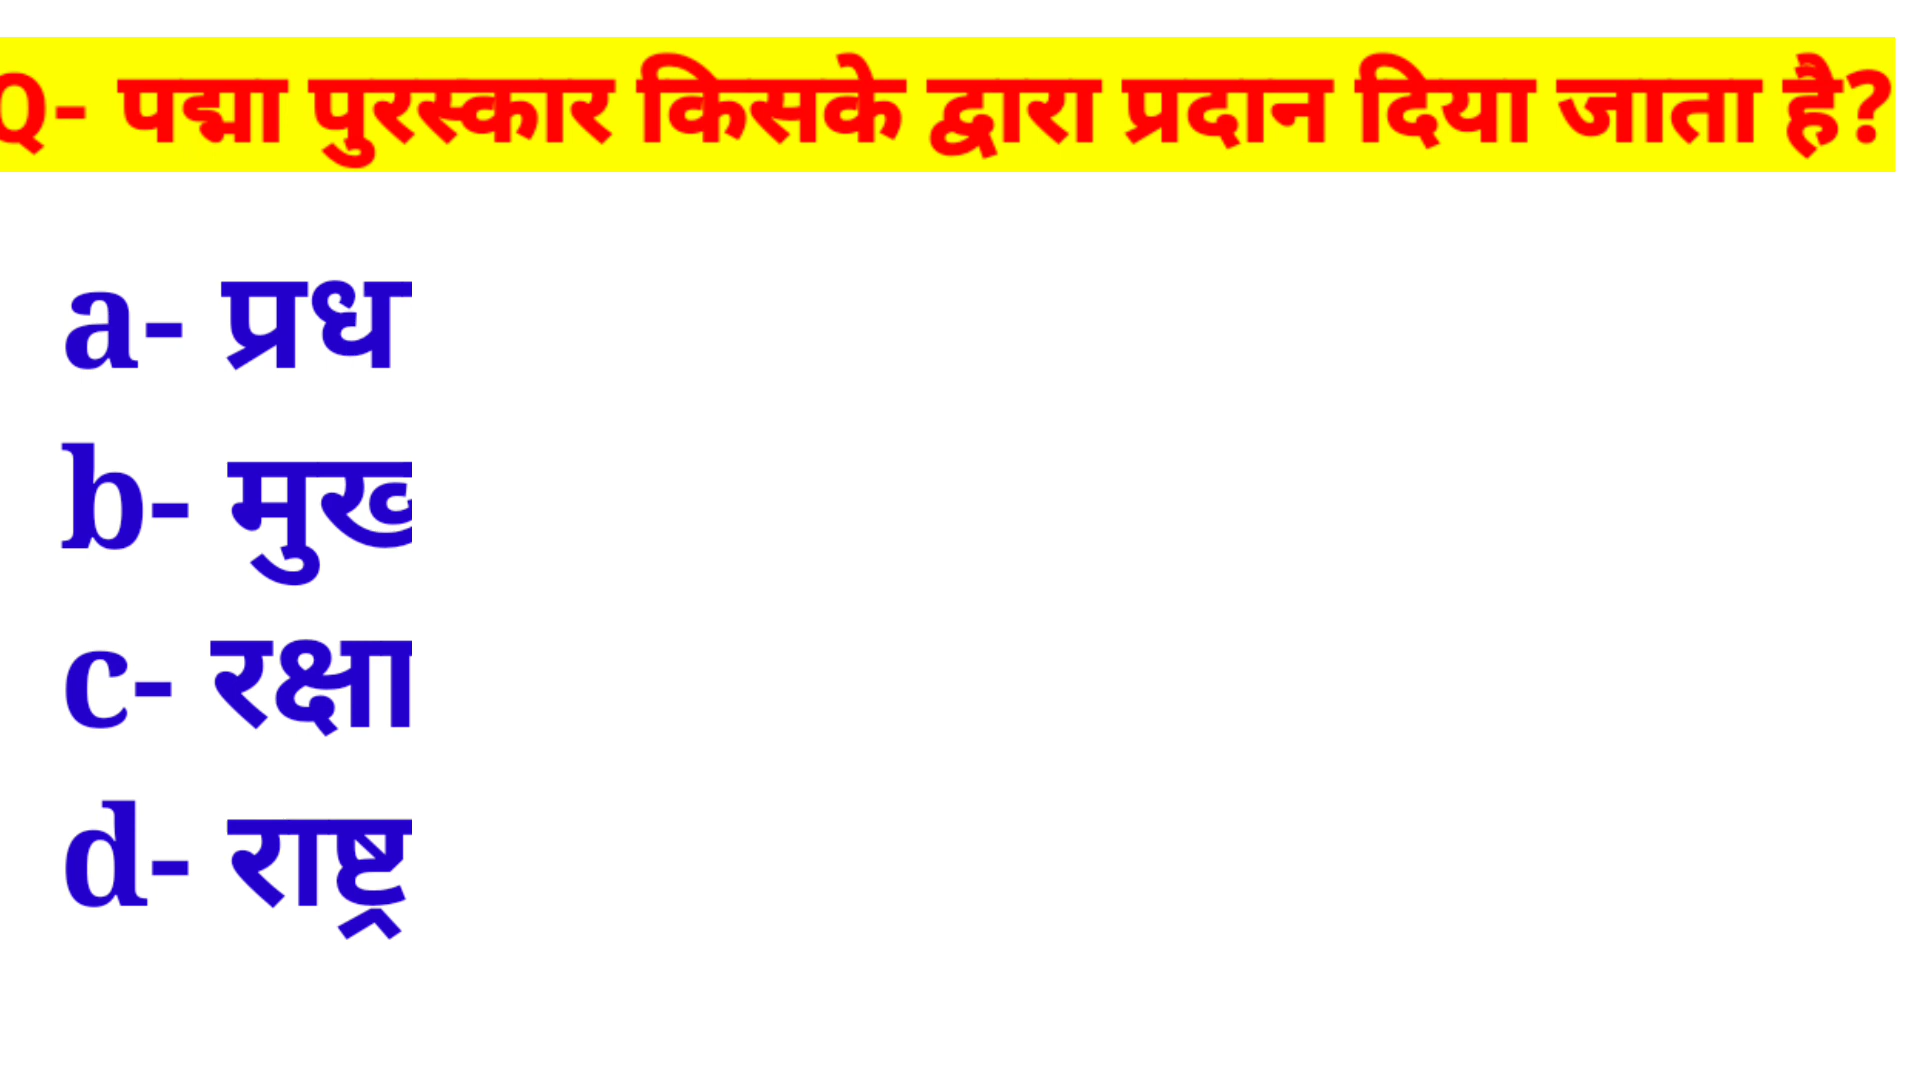 Q- पद्मा पुरस्कार किसके द्वारा प्रदान दिया जाता है?
a- प्रध
b- मुख
c- रक्षा
d- राष्ट्र